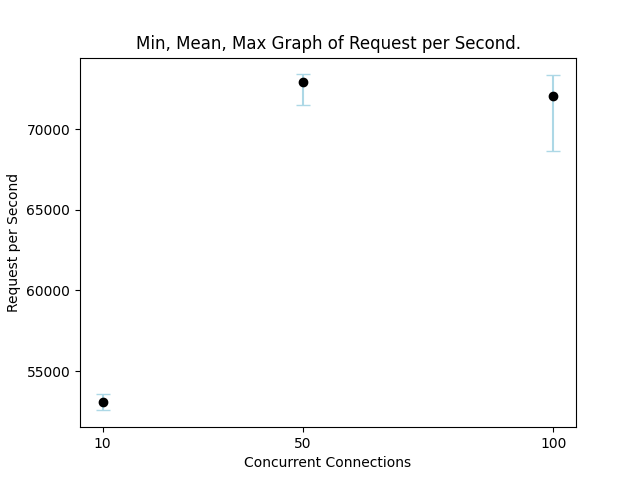 Min, Mean, Max Graph of Request per Second.
Request per Second
70000
65000
60000
55000
10
50
100
Concurrent Connections